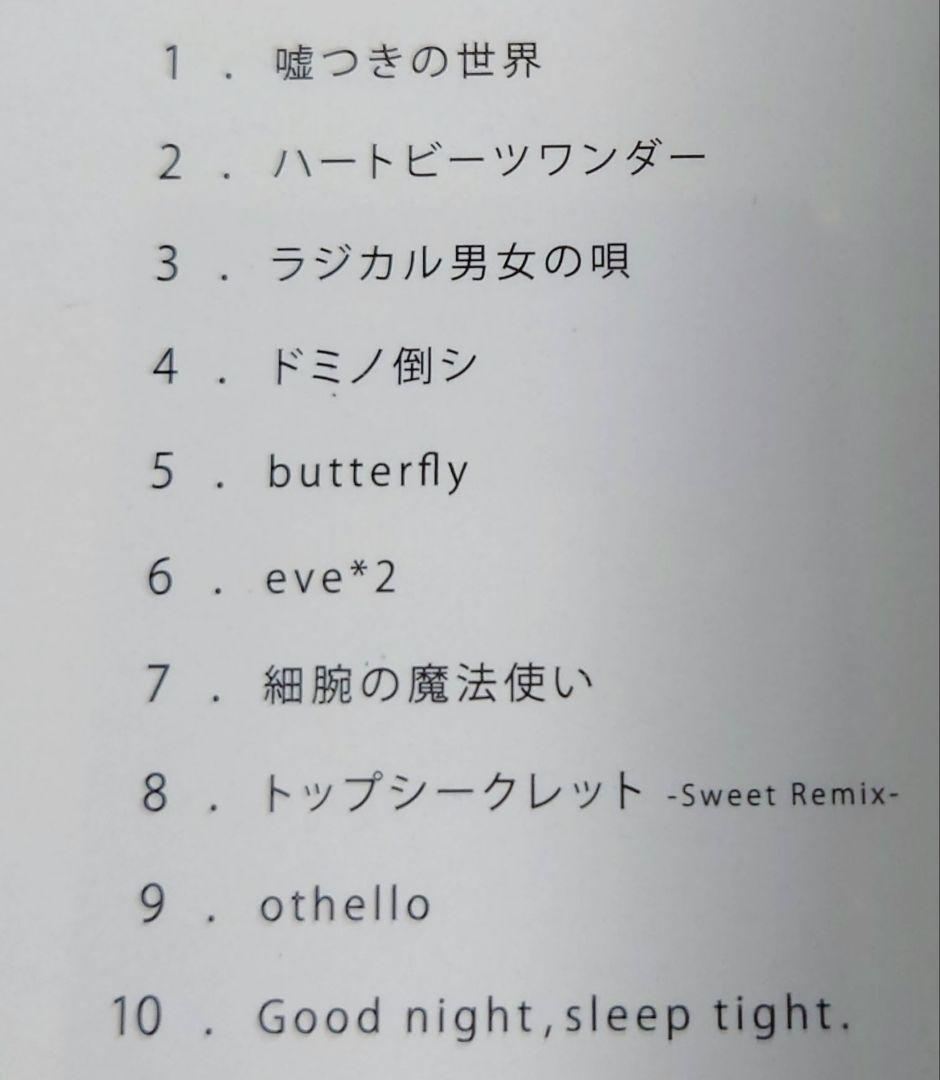 1 . 嘘つきの世界
2 . ハートビーツワンダー
3 . ラジカル男女の唄
4 . ドミノ倒シ
5 . butterfly
6 . eve*2
7 . 細腕の魔法使い
8 . トップシークレット -Sweet Remix-
9 . othello
10 . Good night,sleep tight.